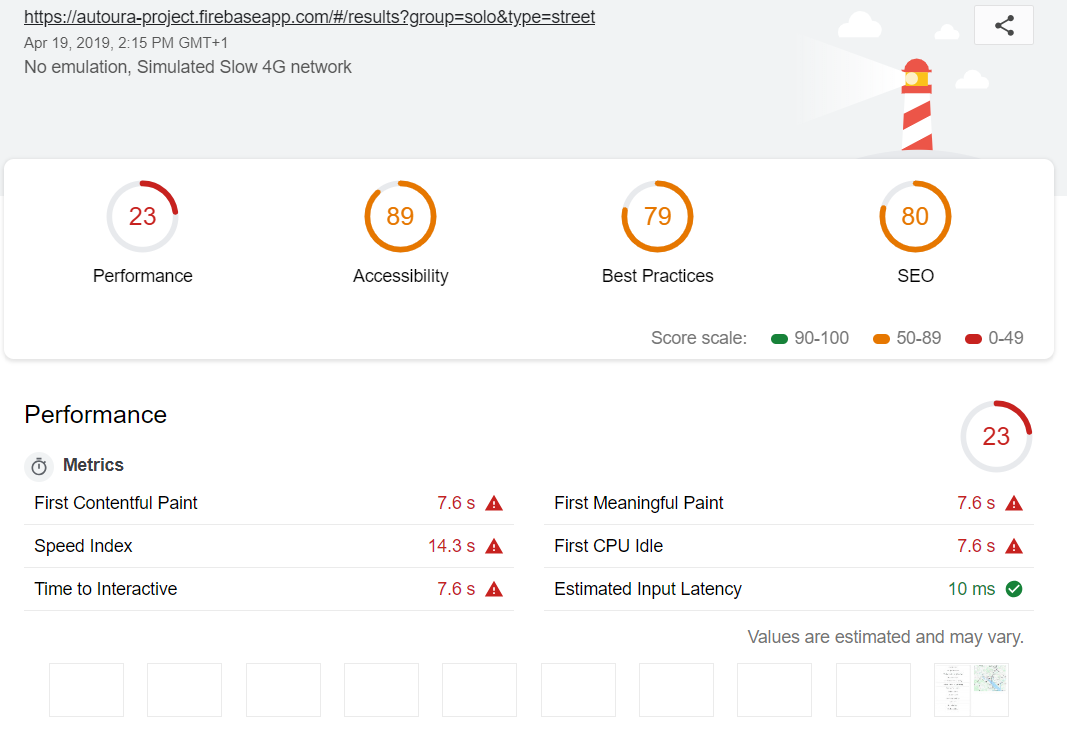 https://autoura-project.firebaseapp.com/#/results?group=solo&type=street
Apr 19, 2019, 2:15 PM GMT+1
No emulation, Simulated Slow 4G network
23 89 79 80
Performance Accessibility Best Practices SEO
Score scale: 90-100 50-89 0-49
Performance
23
Metrics
First Contentful Paint 7.6 s First Meaningful Paint 7.6 s
Speed Index 14.3 s First CPU Idle 7.6 s
Time to Interactive 7.6 s Estimated Input Latency 10 ms
Values are estimated and may vary.